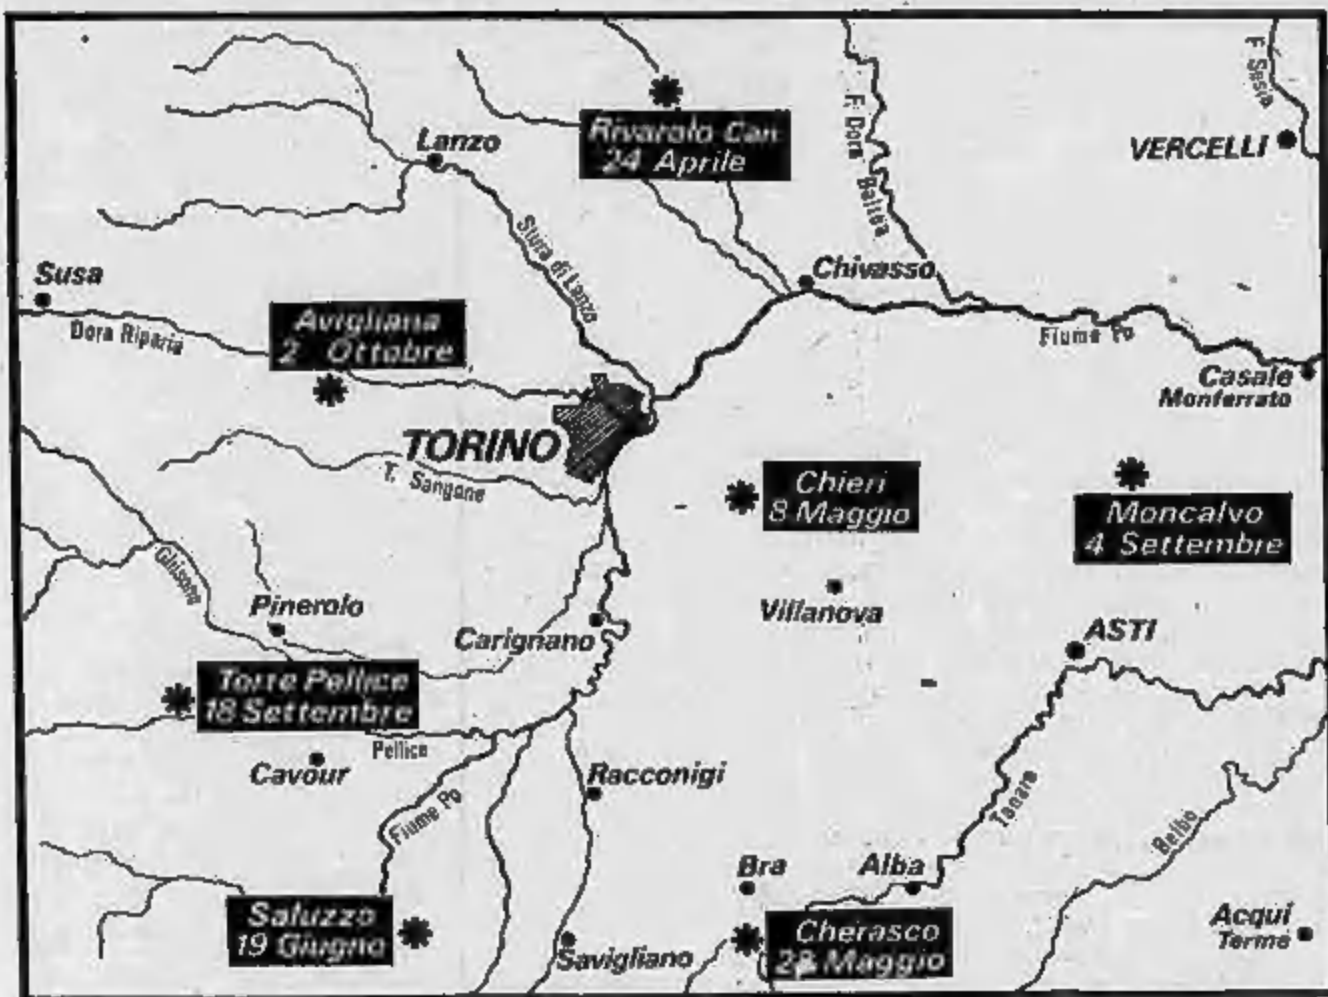 F. Sesia
Rivarolo Can.
24 Aprile
F. Dora Baltea
VERCELLI
Lanzo
Stura di Lanzo
Chivasso
Susa
Dora Riparia
Avigliana
2 Ottobre
Fiume Po
Casale
Monferrato
TORINO
T. Sangone
Chieri
8 Maggio
Moncalvo
4 Settembre
Pinerolo
Carignano
Villanova
ASTI
Torre Pellice
18 Settembre
Pellice
Cavour
Fiume Po
Racconigi
Tanaro
Belbo
Bra
Alba
Saluzzo
19 Giugno
Savigliano
Cherasco
Maggio
Acqui
Terme